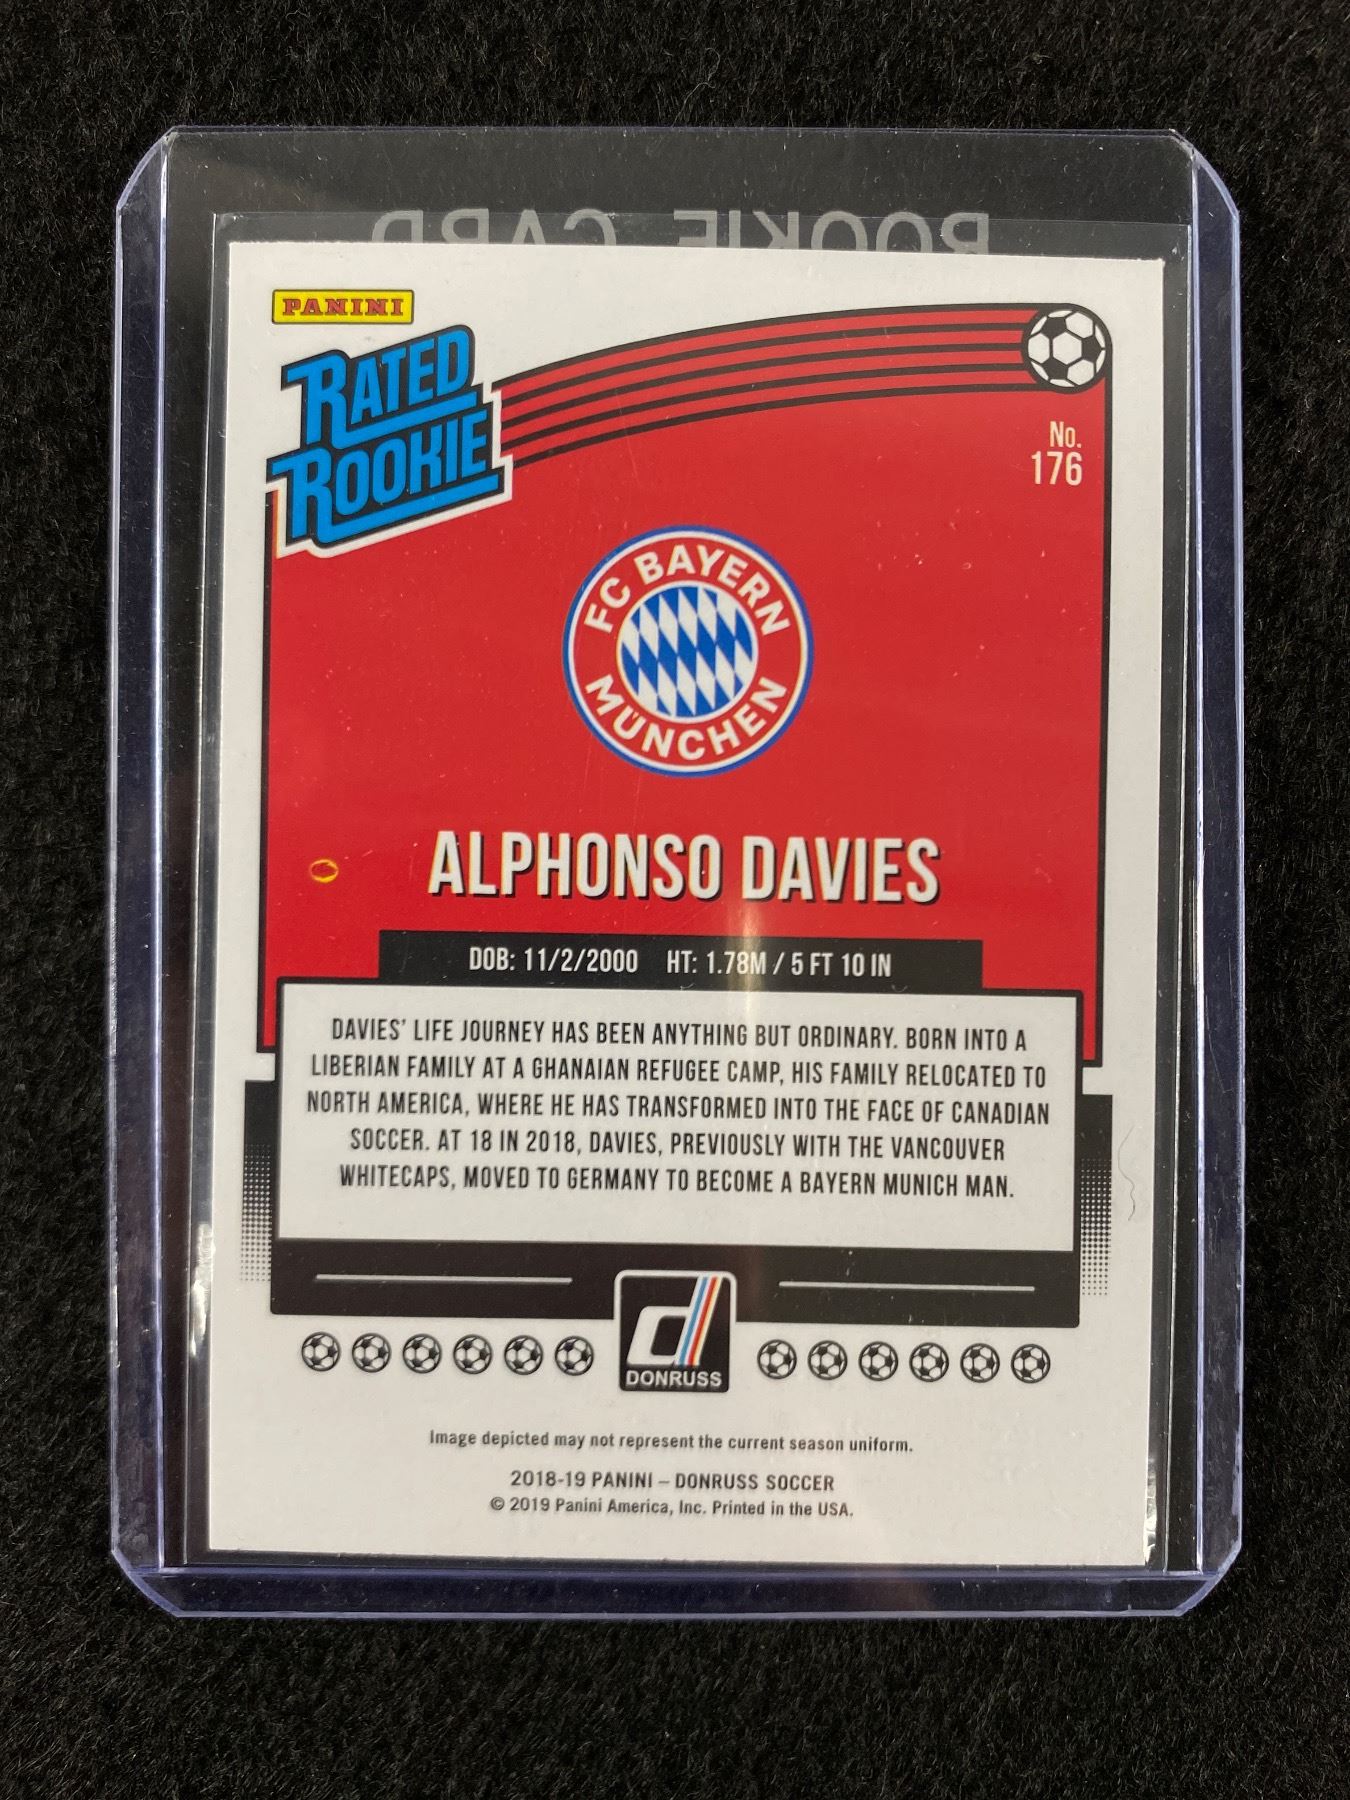 ROOKIE CARD
PANINI
RATED
ROOKIE
No.
176
FC BAYERN
MÜNCHEN
ALPHONSO DAVIES
DOB: 11/2/2000 HT: 1.78M / 5 FT 10 IN
DAVIES' LIFE JOURNEY HAS BEEN ANYTHING BUT ORDINARY. BORN INTO A
LIBERIAN FAMILY AT A GHANAIAN REFUGEE CAMP, HIS FAMILY RELOCATED TO
NORTH AMERICA, WHERE HE HAS TRANSFORMED INTO THE FACE OF CANADIAN
SOCCER. AT 18 IN 2018, DAVIES, PREVIOUSLY WITH THE VANCOUVER
WHITECAPS, MOVED TO GERMANY TO BECOME A BAYERN MUNICH MAN.
d
DONRUSS
Image depicted may not represent the current season uniform.
2018-19 PANINI – DONRUSS SOCCER
© 2019 Panini America, Inc. Printed in the USA.